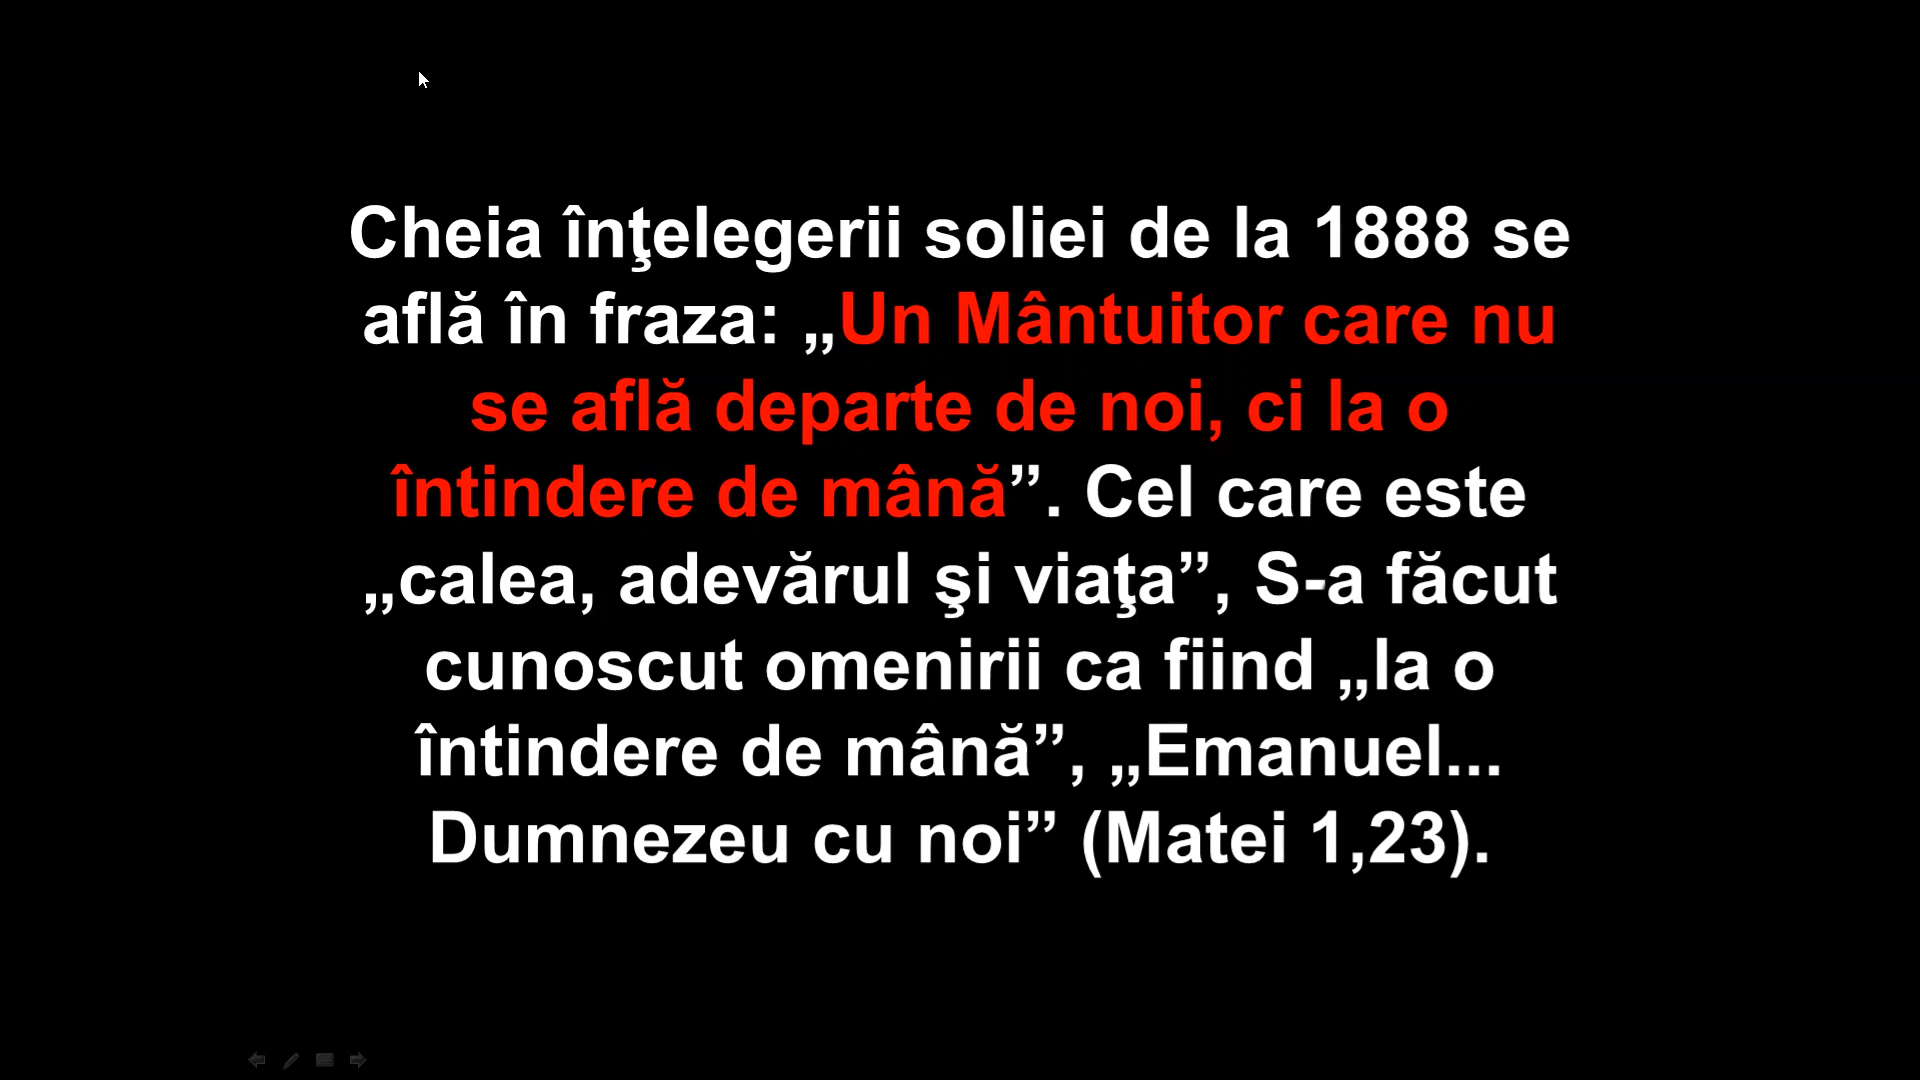 Cheia înţelegerii soliei de la 1888 se
află în fraza: „Un Mântuitor care nu
se află departe de noi, ci la o
întindere de mână”. Cel care este
„calea, adevărul şi viaţa”, S-a făcut
cunoscut omenirii ca fiind „la o
întindere de mână”, „Emanuel...
Dumnezeu cu noi” (Matei 1,23).